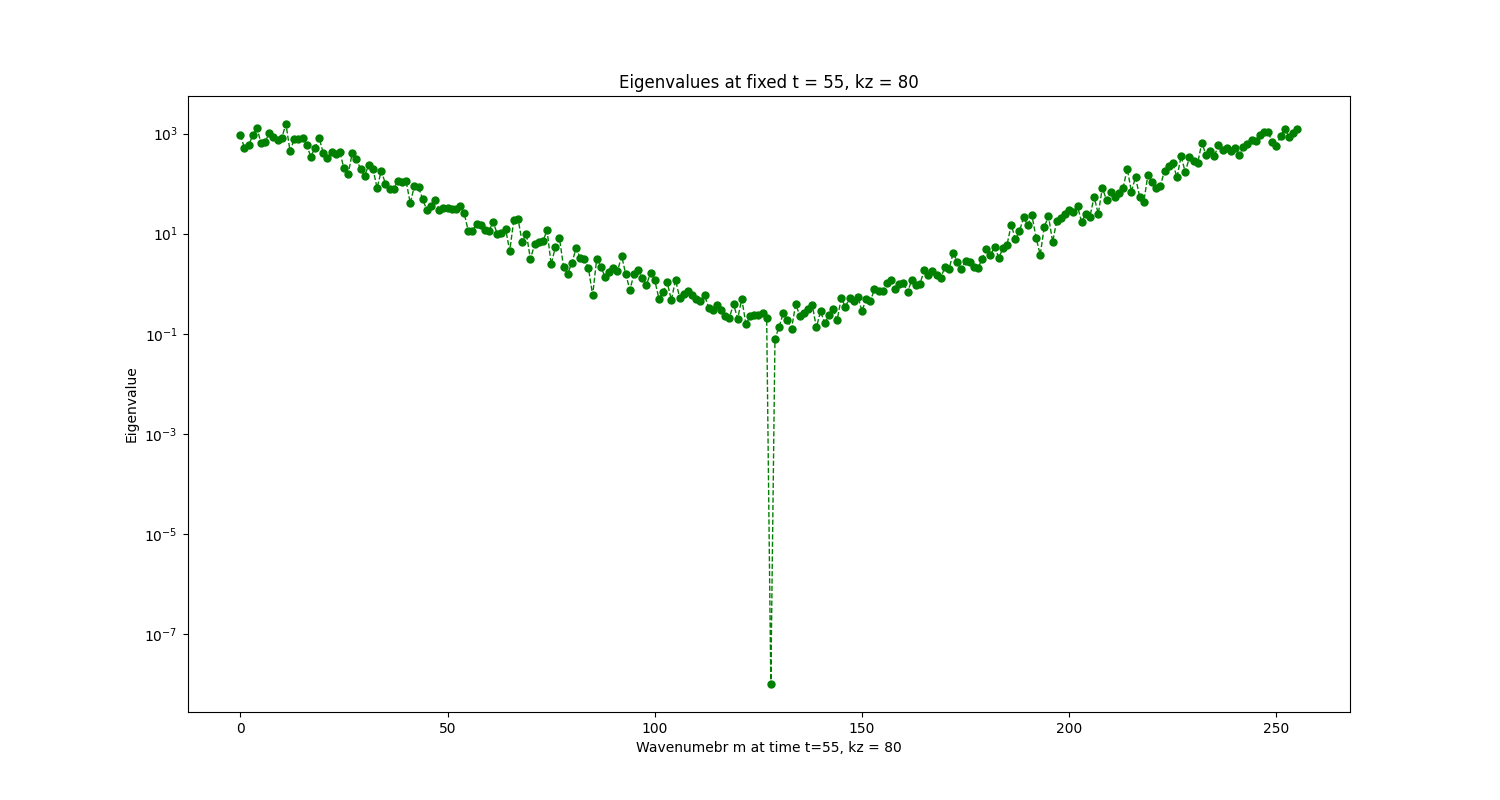 Eigenvalues at fixed t = 55, kz = 80
10³
10¹
10⁻¹
10⁻³
10⁻⁵
10⁻⁷
Eigenvalue
0 50 100 150 200 250
Wavenumebr m at time t=55, kz = 80